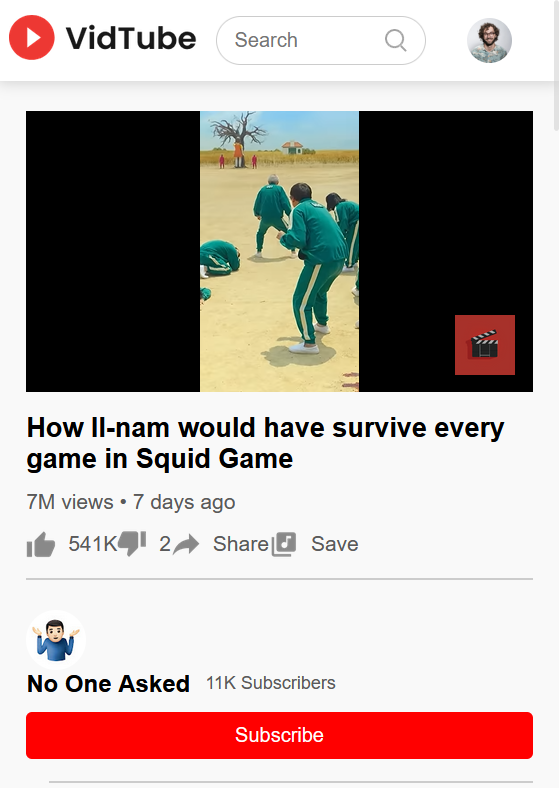 VidTube
Search
How Il-nam would have survive every
game in Squid Game
7M views • 7 days ago
541K 2 Share Save
No One Asked 11K Subscribers
Subscribe